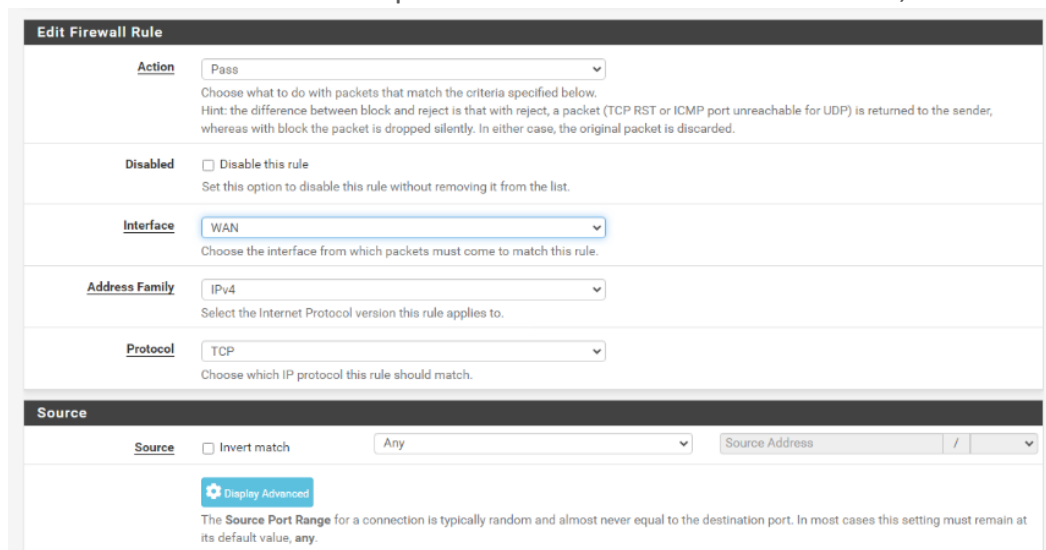 Edit Firewall Rule
Action
Pass
Choose what to do with packets that match the criteria specified below.
Hint: the difference between block and reject is that with reject, a packet (TCP RST or ICMP port unreachable for UDP) is returned to the sender,
whereas with block the packet is dropped silently. In either case, the original packet is discarded.
Disabled
Disable this rule
Set this option to disable this rule without removing it from the list.
Interface
WAN
Choose the interface from which packets must come to match this rule.
Address Family
IPv4
Select the Internet Protocol version this rule applies to.
Protocol
TCP
Choose which IP protocol this rule should match.
Source
Source
Invert match
Any
Source Address
/
Display Advanced
The Source Port Range for a connection is typically random and almost never equal to the destination port. In most cases this setting must remain at
its default value, any.